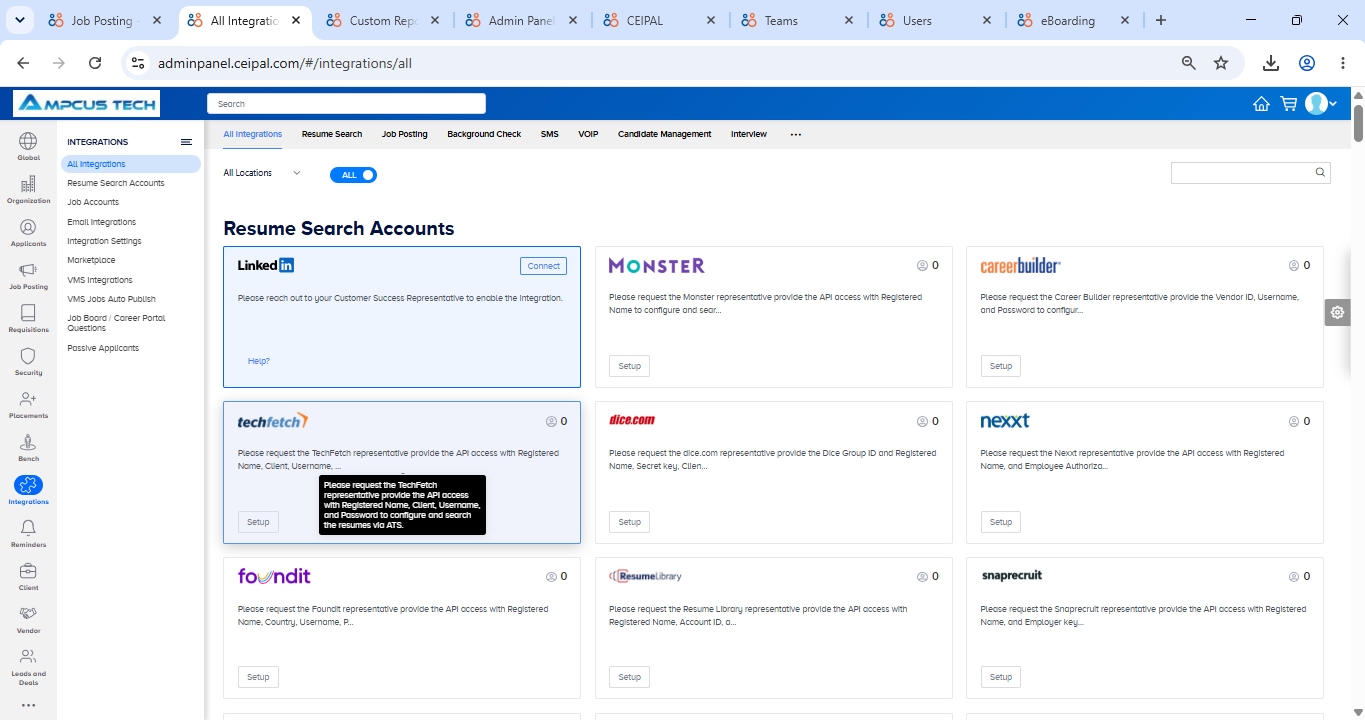 Job Posting -
All Integratio
Custom Repo
Admin Panel
CEIPAL
Teams
Users
eBoarding
adminpanel.ceipal.com/#/integrations/all
AMPCUS TECH
Search
Global
Organization
Applicants
Job Posting
Requisitions
Security
Placements
Bench
Integrations
Reminders
Client
Vendor
Leads and
Deals
INTEGRATIONS
All Integrations
Resume Search Accounts
Job Accounts
Email Integrations
Integration Settings
Marketplace
VMS Integrations
VMS Jobs Auto Publish
Job Board / Career Portal
Questions
Passive Applicants
All Integrations
Resume Search
Job Posting
Background Check
SMS
VOIP
Candidate Management
Interview
...
All Locations
ALL
Resume Search Accounts
LinkedIn
Connect
Please reach out to your Customer Success Representative to enable the Integration.
Help?
MONSTER
0
Please request the Monster representative provide the API access with Registered
Name to configure and sear...
Setup
careerbuilder
0
Please request the Career Builder representative provide the Vendor ID, Username,
and Password to configur...
Setup
techfetch
0
Please request the TechFetch representative provide the API access with Registered
Name, Client, Username, ...
Please request the TechFetch
representative provide the API access
with Registered Name, Client, Username,
and Password to configure and search
the resumes via ATS.
Setup
dice.com
0
Please request the dice.com representative provide the Dice Group ID and Registered
Name, Secret key, Clien...
Setup
nexxt
0
Please request the Nexxt representative provide the API access with Registered
Name, and Employee Authoriza...
Setup
foundit
0
Please request the Foundit representative provide the API access with Registered
Name, Country, Username, P...
Setup
ResumeLibrary
0
Please request the Resume Library representative provide the API access with
Registered Name, Account ID, a...
Setup
snaprecruit
0
Please request the Snaprecruit representative provide the API access with Registered
Name, and Employer key...
Setup